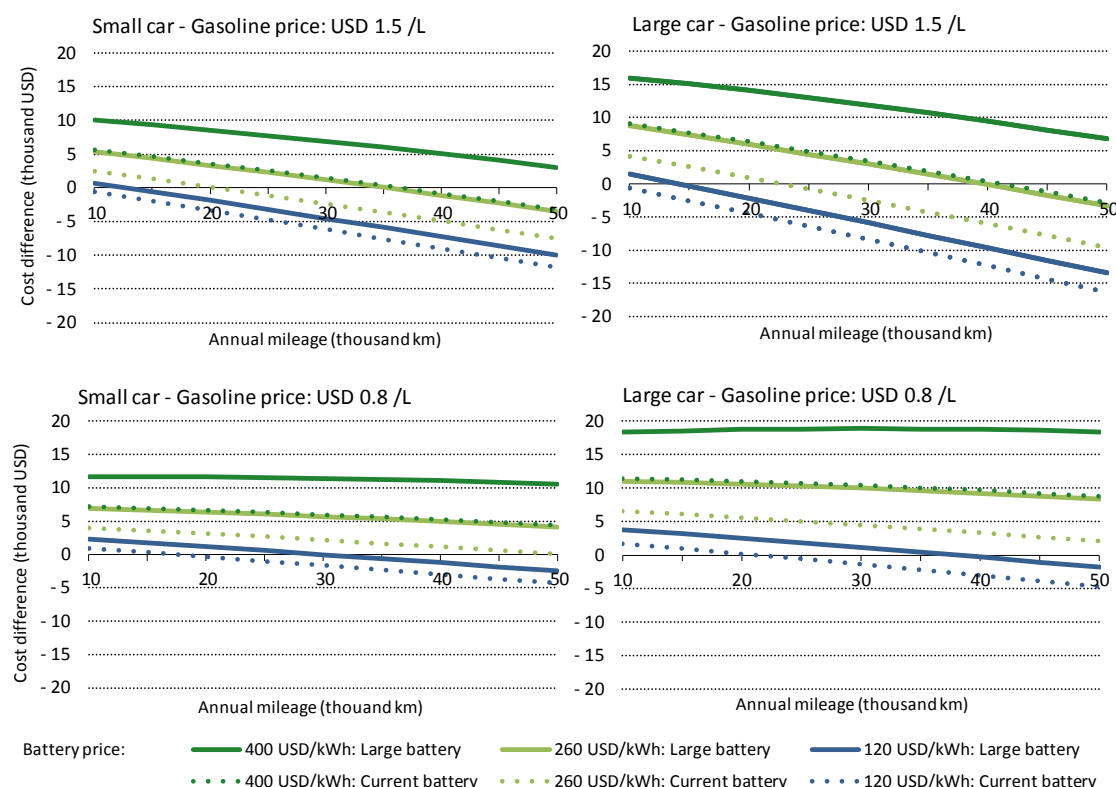 Small car - Gasoline price: USD 1.5 /L
20
15
10
5
0
- 5
- 10
- 15
- 20
10 20 30 40 50
Cost difference (thousand USD)
Annual mileage (thousand km)
Large car - Gasoline price: USD 1.5 /L
20
15
10
5
0
- 5
- 10
- 15
- 20
10 20 30 40 50
Annual mileage (thousand km)
Small car - Gasoline price: USD 0.8 /L
20
15
10
5
0
- 5
- 10
- 15
- 20
10 20 30 40 50
Cost difference (thousand USD)
Annual mileage (thousand km)
Large car - Gasoline price: USD 0.8 /L
20
15
10
5
0
- 5
- 10
- 15
- 20
10 20 30 40 50
Annual mileage (thouand km)
Battery price: 400 USD/kWh: Large battery 260 USD/kWh: Large battery 120 USD/kWh: Large battery
400 USD/kWh: Current battery 260 USD/kWh: Current battery 120 USD/kWh: Current battery